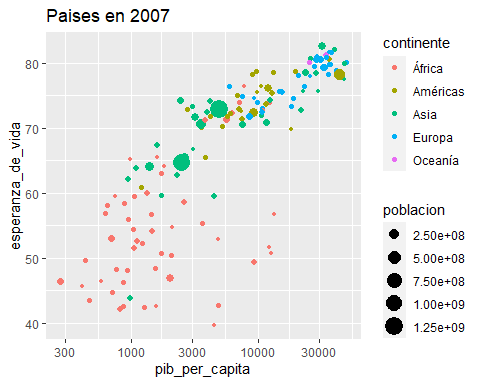 Paises en 2007
esperanza_de_vida
80
70
60
50
40
300
1000
3000
10000
30000
pib_per_capita
continente
África
Américas
Asia
Europa
Oceanía
poblacion
2.50e+08
5.00e+08
7.50e+08
1.00e+09
1.25e+09